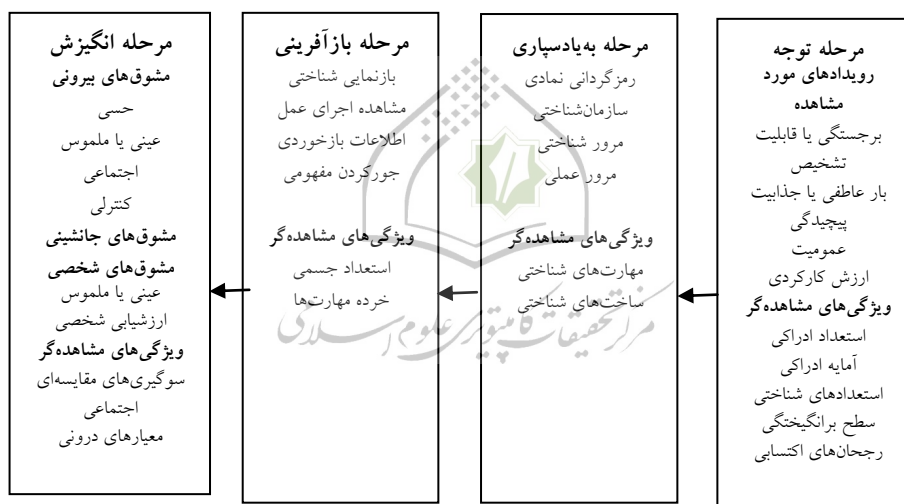 مرحله توجه
رویدادهای مورد
مشاهده
برجستگی یا قابلیت
تشخیص
بار عاطفی یا جذابیت
پیچیدگی
عمومیت
ارزش کارکردی
ویژگی‌های مشاهده‌گر
استعداد ادراکی
آمایه ادراکی
استعدادهای شناختی
سطح برانگیختگی
رجحان‌های اکتسابی
مرحله به‌یادسپاری
رمزگردانی نمادی
سازمان‌شناختی
مرور شناختی
مرور عملی
ویژگی‌های مشاهده‌گر
مهارت‌های شناختی
ساخت‌های شناختی
مرحله بازآفرینی
بازنمایی شناختی
مشاهده اجرای عمل
اطلاعات بازخوردی
جورکردن مفهومی
ویژگی‌های مشاهده‌گر
استعداد جسمی
خرده مهارت‌ها
مرحله انگیزش
مشوق‌های بیرونی
حسی
عینی یا ملموس
اجتماعی
کنترلی
مشوق‌های جانشینی
مشوق‌های شخصی
عینی یا ملموس
ارزشیابی شخصی
ویژگی‌های مشاهده‌گر
سوگیری‌های مقایسه‌ای
اجتماعی
معیارهای درونی
مرکز تحقیقات کامپیوتری علوم اسلامی